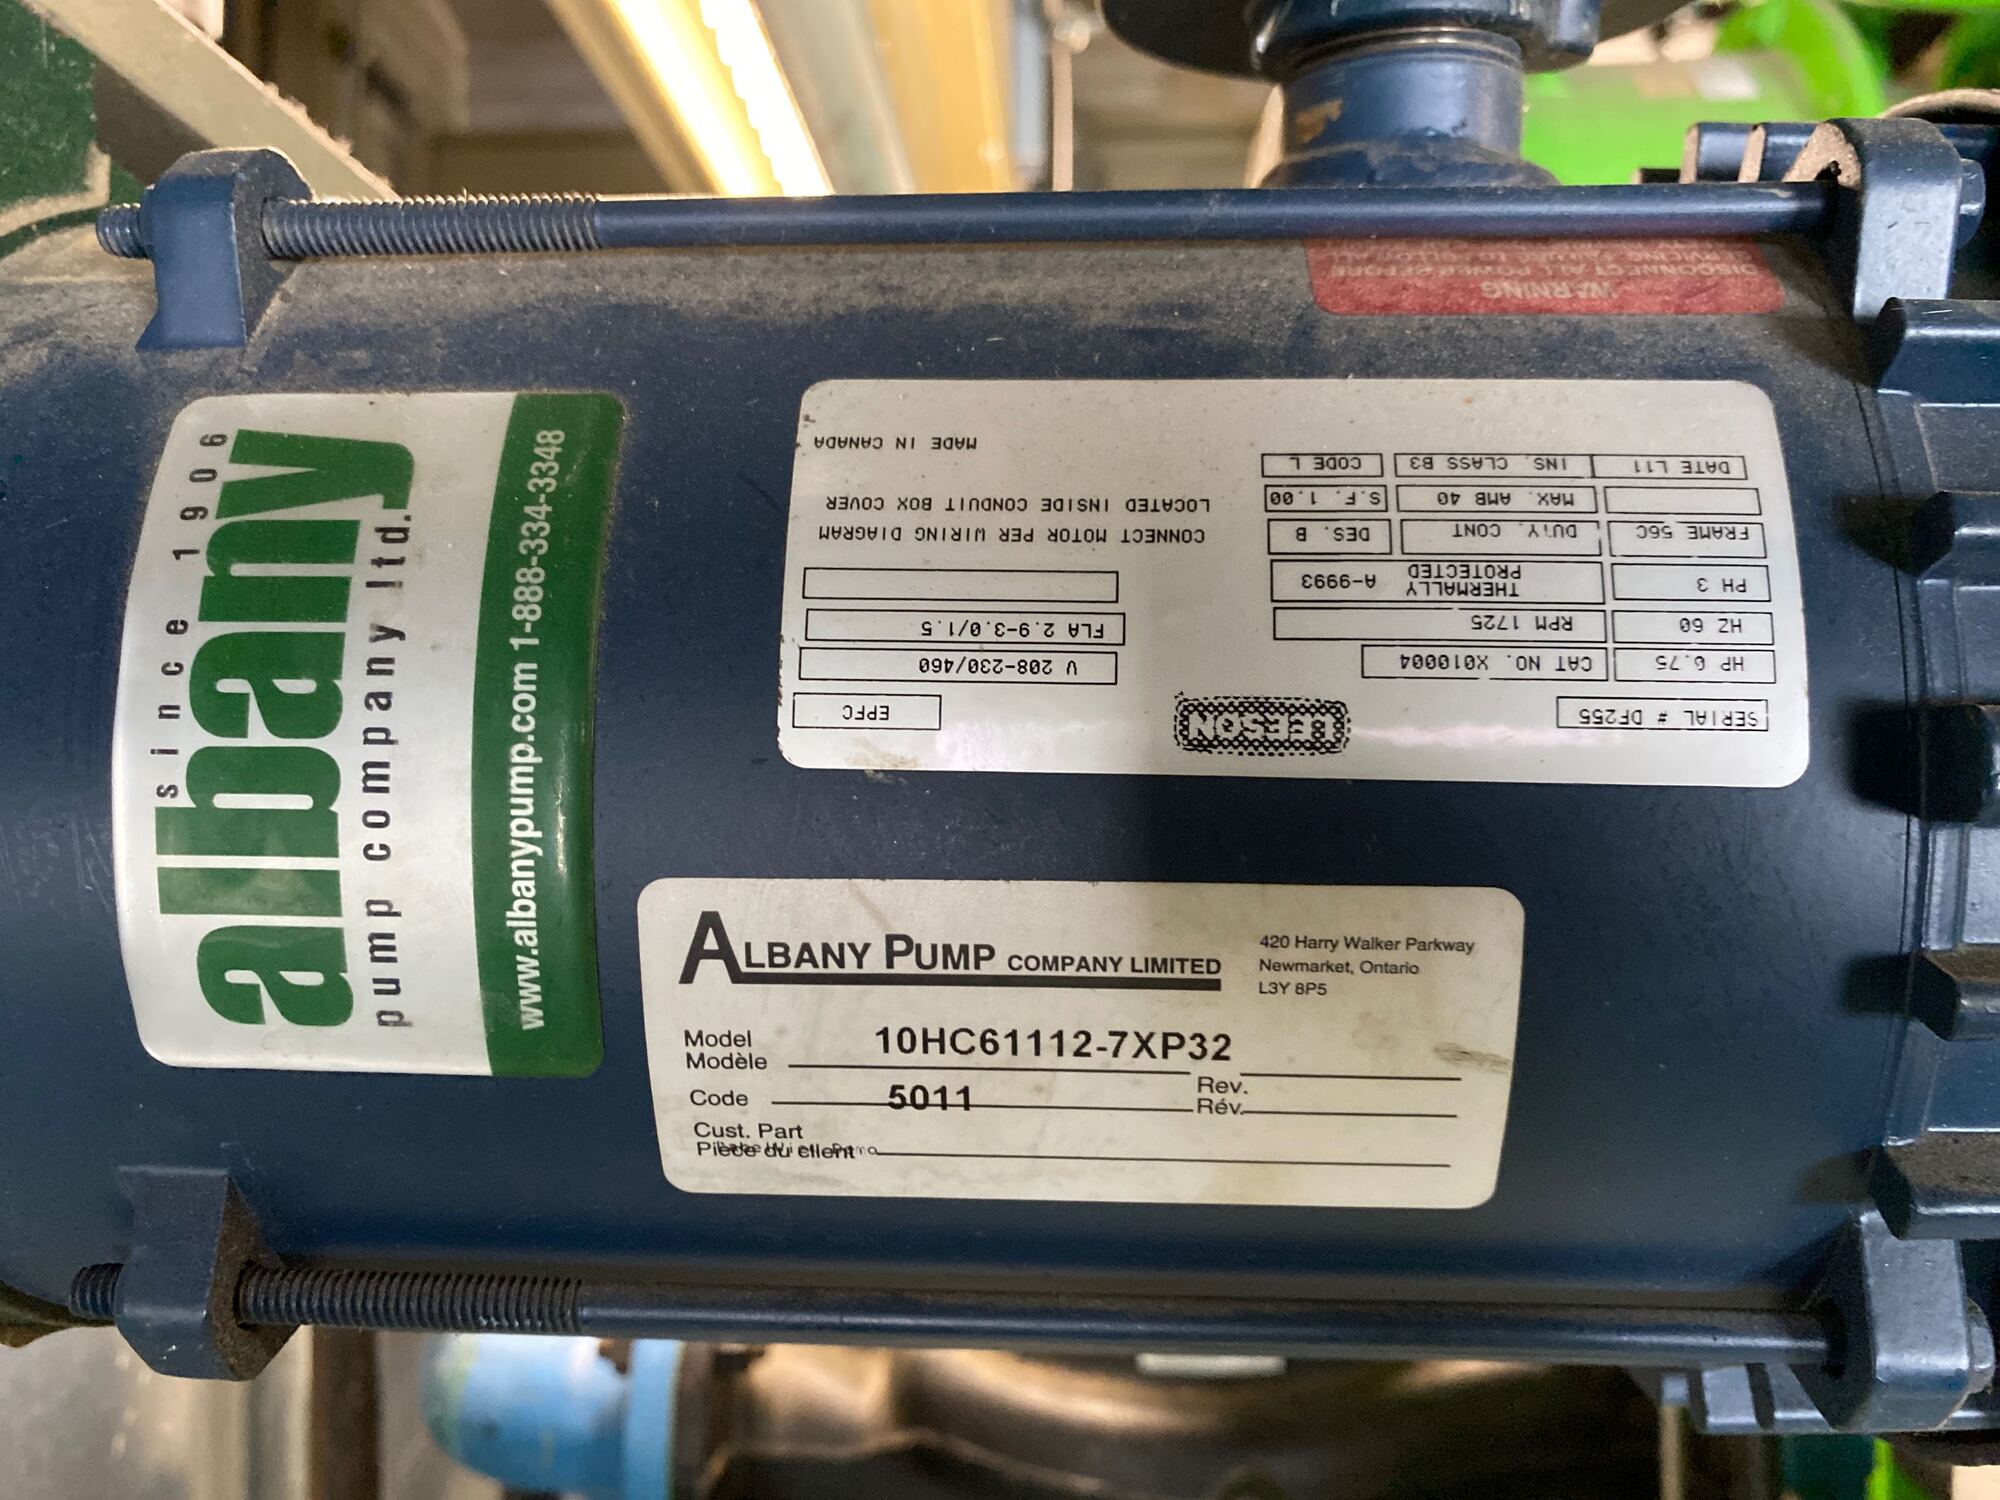 since 1906
albany
pump company ltd.
www.albanypump.com 1-888-334-3348
WARNING
DISCONNECT ALL POWER BEFORE
SERVICING. FAILURE TO FOLLOW
SERIAL # DF255
EPFC
HP 0.75
CAT NO. X010004
V 208-230/460
HZ 60
RPM 1725
FLA 2.9-3.0/1.5
PH 3
THERMALLY PROTECTED A-9993
FRAME 56C
DUTY. CONT
DES. B
CONNECT MOTOR PER WIRING DIAGRAM
MAX. AMB 40
S.F. 1.00
LOCATED INSIDE CONDUIT BOX COVER
DATE L11
INS. CLASS B3
CODE L
MADE IN CANADA
ALBANY PUMP COMPANY LIMITED
420 Harry Walker Parkway
Newmarket, Ontario
L3Y 8P5
Model 10HC61112-7XP32
Modèle
Rev.
Code 5011
Rév.
Cust. Part
Pièce du client